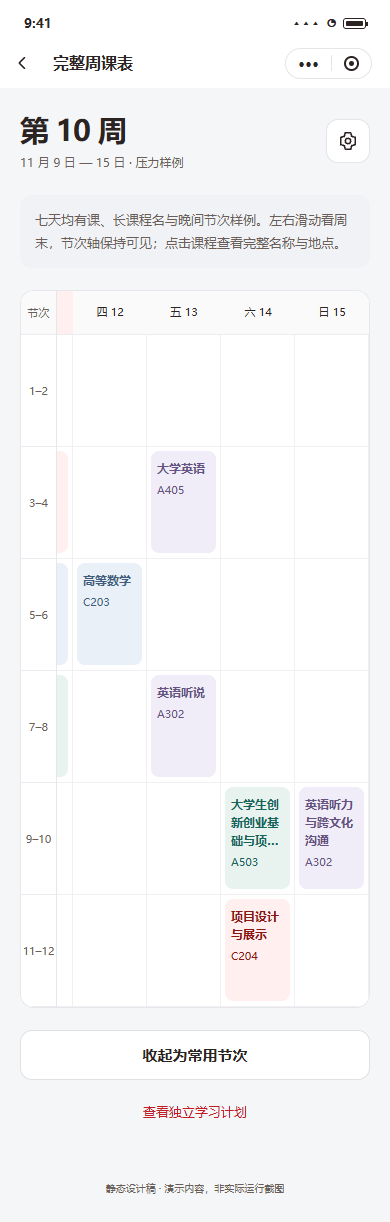 9:41
完整周课表
第 10 周
11 月 9 日 — 15 日 · 压力样例
七天均有课、长课程名与晚间节次样例。左右滑动看周
末，节次轴保持可见；点击课程查看完整名称与地点。
节次 四 12 五 13 六 14 日 15
1–2
3–4
大学英语
A405
5–6
高等数学
C203
7–8
英语听说
A302
9–10
大学生创
新创业基
础与项…
A503
英语听力
与跨文化
沟通
A302
11–12
项目设计
与展示
C204
收起为常用节次
查看独立学习计划
静态设计稿 · 演示内容，非实际运行截图